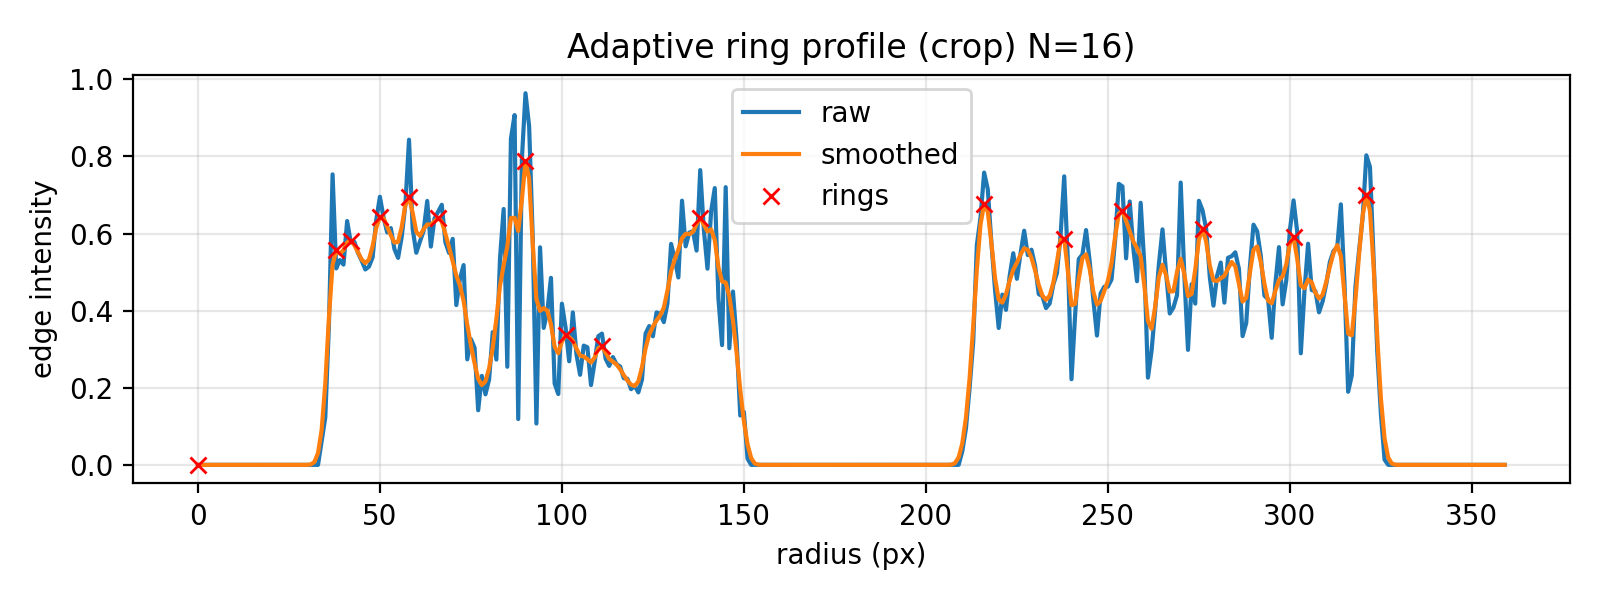 Adaptive ring profile (crop) N=16)
edge intensity
1.0
0.8
0.6
0.4
0.2
0.0
raw
smoothed
rings
0 50 100 150 200 250 300 350
radius (px)